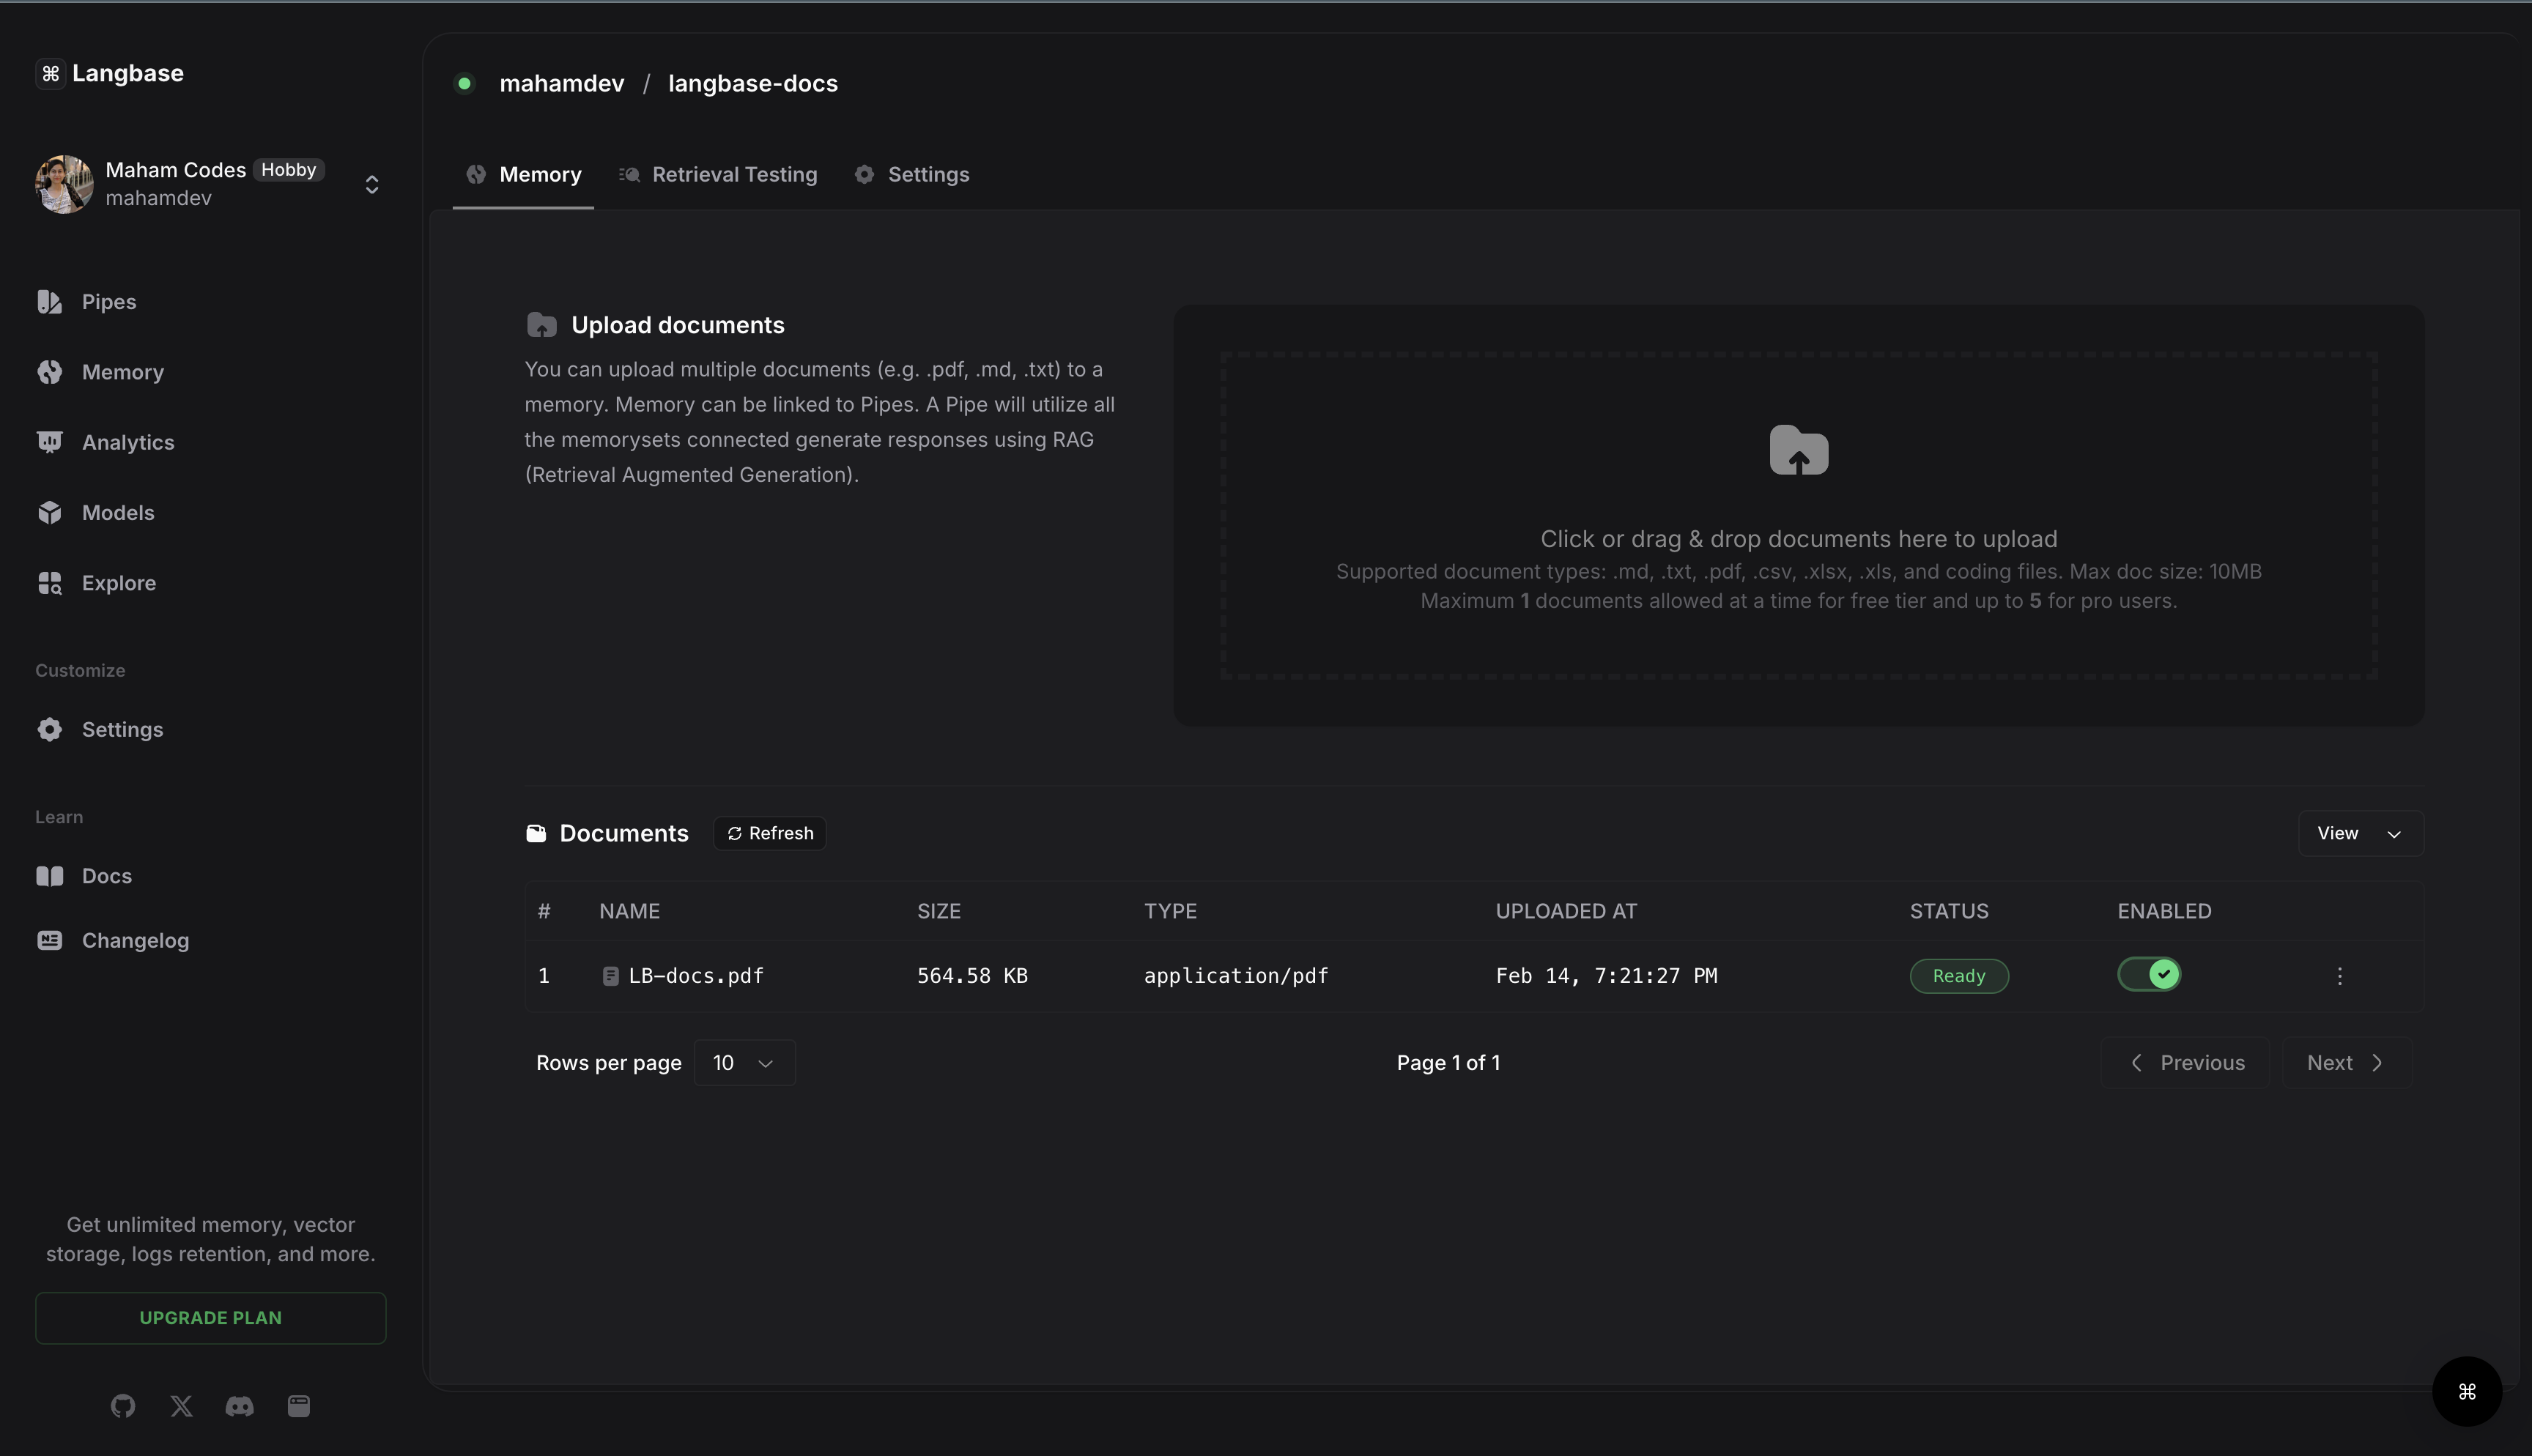 Langbase
Maham Codes Hobby
mahamdev
Pipes
Memory
Analytics
Models
Explore
Customize
Settings
Learn
Docs
Changelog
Get unlimited memory, vector
storage, logs retention, and more.
UPGRADE PLAN
mahamdev / langbase-docs
Memory Retrieval Testing Settings
Upload documents
You can upload multiple documents (e.g. .pdf, .md, .txt) to a
memory. Memory can be linked to Pipes. A Pipe will utilize all
the memorysets connected generate responses using RAG
(Retrieval Augmented Generation).
Click or drag & drop documents here to upload
Supported document types: .md, .txt, .pdf, .csv, .xlsx, .xls, and coding files. Max doc size: 10MB
Maximum 1 documents allowed at a time for free tier and up to 5 for pro users.
Documents Refresh View
# NAME SIZE TYPE UPLOADED AT STATUS ENABLED
1 LB-docs.pdf 564.58 KB application/pdf Feb 14, 7:21:27 PM Ready
Rows per page 10 Page 1 of 1 Previous Next